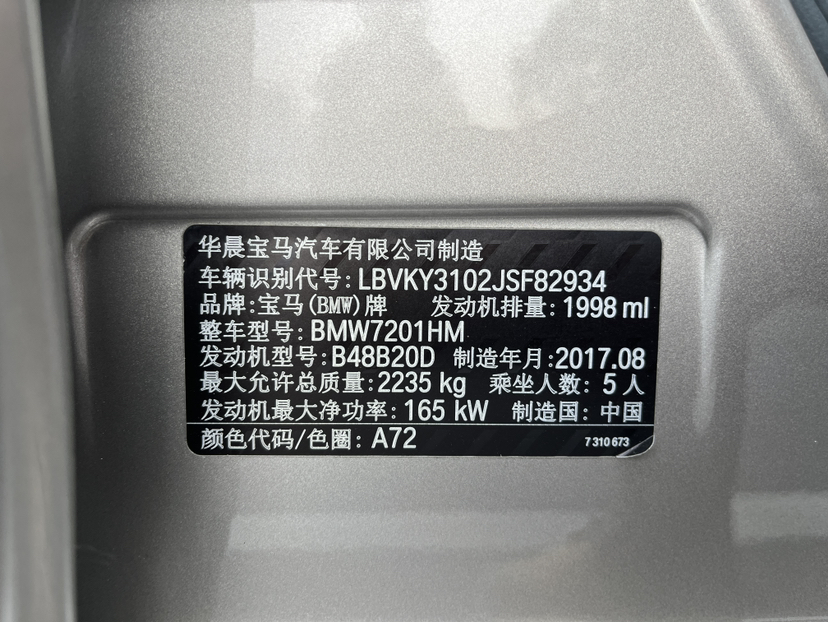 华晨宝马汽车有限公司制造
车辆识别代号: LBVKY3102JSF82934
品牌:宝马(BMW)牌 发动机排量: 1998 ml
整车型号: BMW7201HM
发动机型号: B48B20D 制造年月: 2017.08
最大允许总质量: 2235 kg 乘坐人数: 5 人
发动机最大净功率: 165 kW 制造国: 中国
颜色代码/色圈: A72 7 310 673